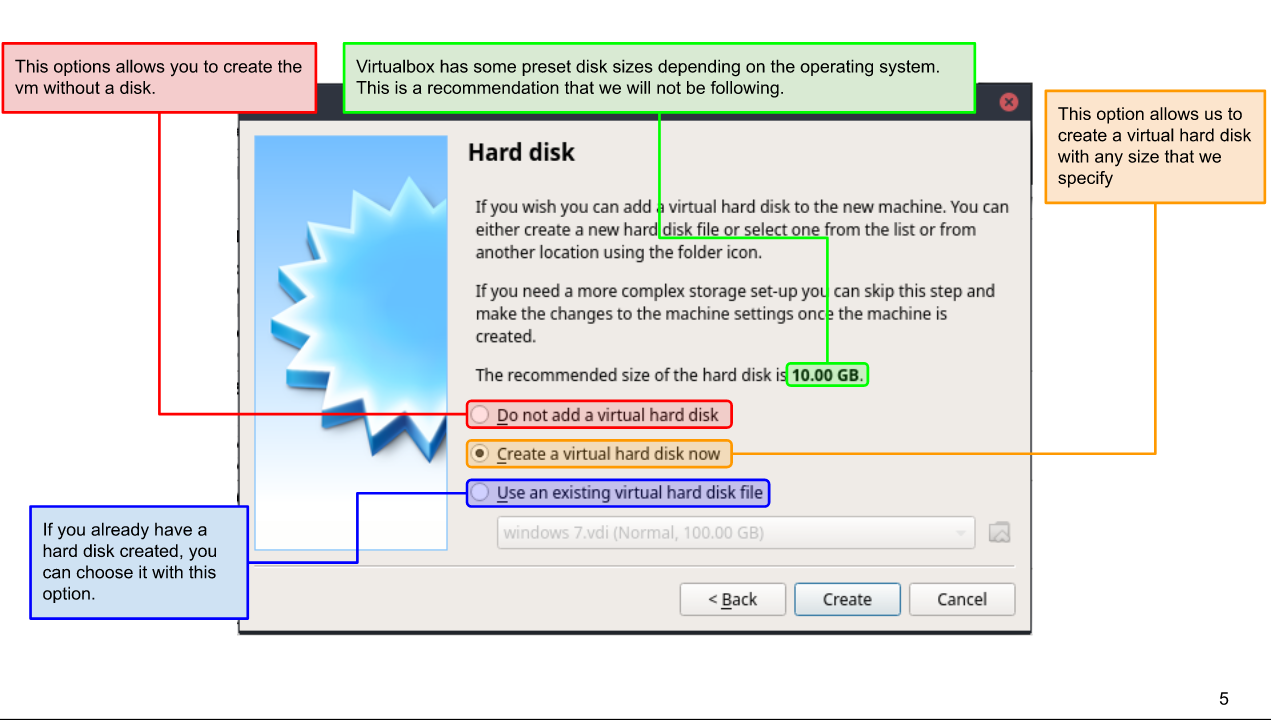 This options allows you to create the
vm without a disk.
Virtualbox has some preset disk sizes depending on the operating system.
This is a recommendation that we will not be following.
This option allows us to
create a virtual hard disk
with any size that we
specify
Hard disk
If you wish you can add a virtual hard disk to the new machine. You can
either create a new hard disk file or select one from the list or from
another location using the folder icon.
If you need a more complex storage set-up you can skip this step and
make the changes to the machine settings once the machine is
created.
The recommended size of the hard disk is 10.00 GB.
Do not add a virtual hard disk
Create a virtual hard disk now
Use an existing virtual hard disk file
windows 7.vdi (Normal, 100.00 GB)
If you already have a
hard disk created, you
can choose it with this
option.
< Back
Create
Cancel
5